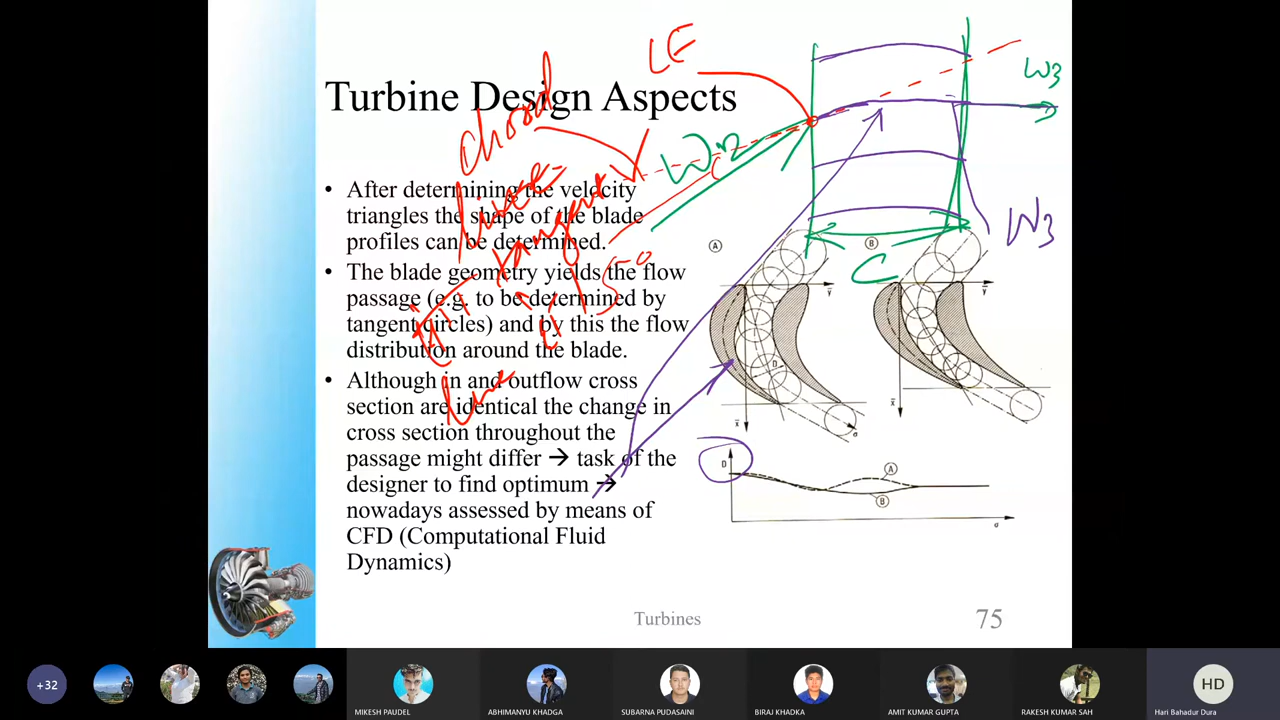 LE
W3
Turbine Design Aspects
chord
W2
• After determining the velocity
triangles the shape of the blade
profiles can be determined.
tangent
W3
A
B
C
5°
• The blade geometry yields the flow
passage (e.g. to be determined by
tangent circles) and by this the flow
distribution around the blade.
line
• Although in and outflow cross
section are identical the change in
cross section throughout the
passage might differ → task of the
designer to find optimum →
nowadays assessed by means of
CFD (Computational Fluid
Dynamics)
y
y
D
x
x
σ
D
A
B
σ
Turbines
75
+32
MIKESH PAUDEL
ABHIMANYU KHADGA
SUBARNA PUDASAINI
BIRAJ KHADKA
AMIT KUMAR GUPTA
RAKESH KUMAR SAH
HD
Hari Bahadur Dura